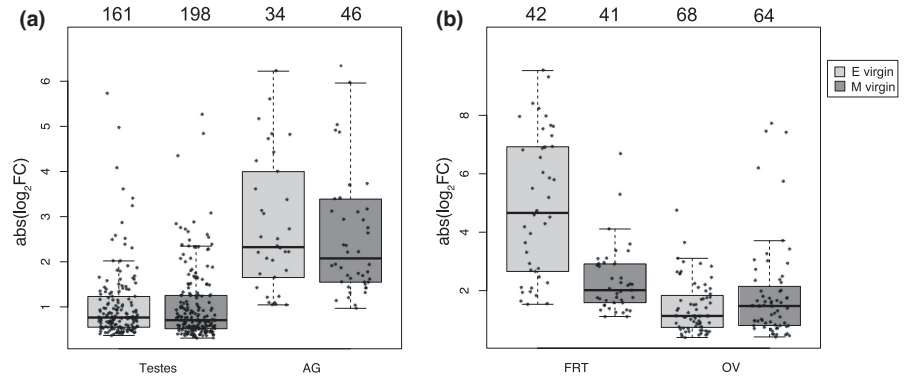 (a)
161 198 34 46
abs(log2FC)
6
5
4
3
2
1
Testes AG
(b)
42 41 68 64
abs(log2FC)
8
6
4
2
FRT OV
E virgin
M virgin